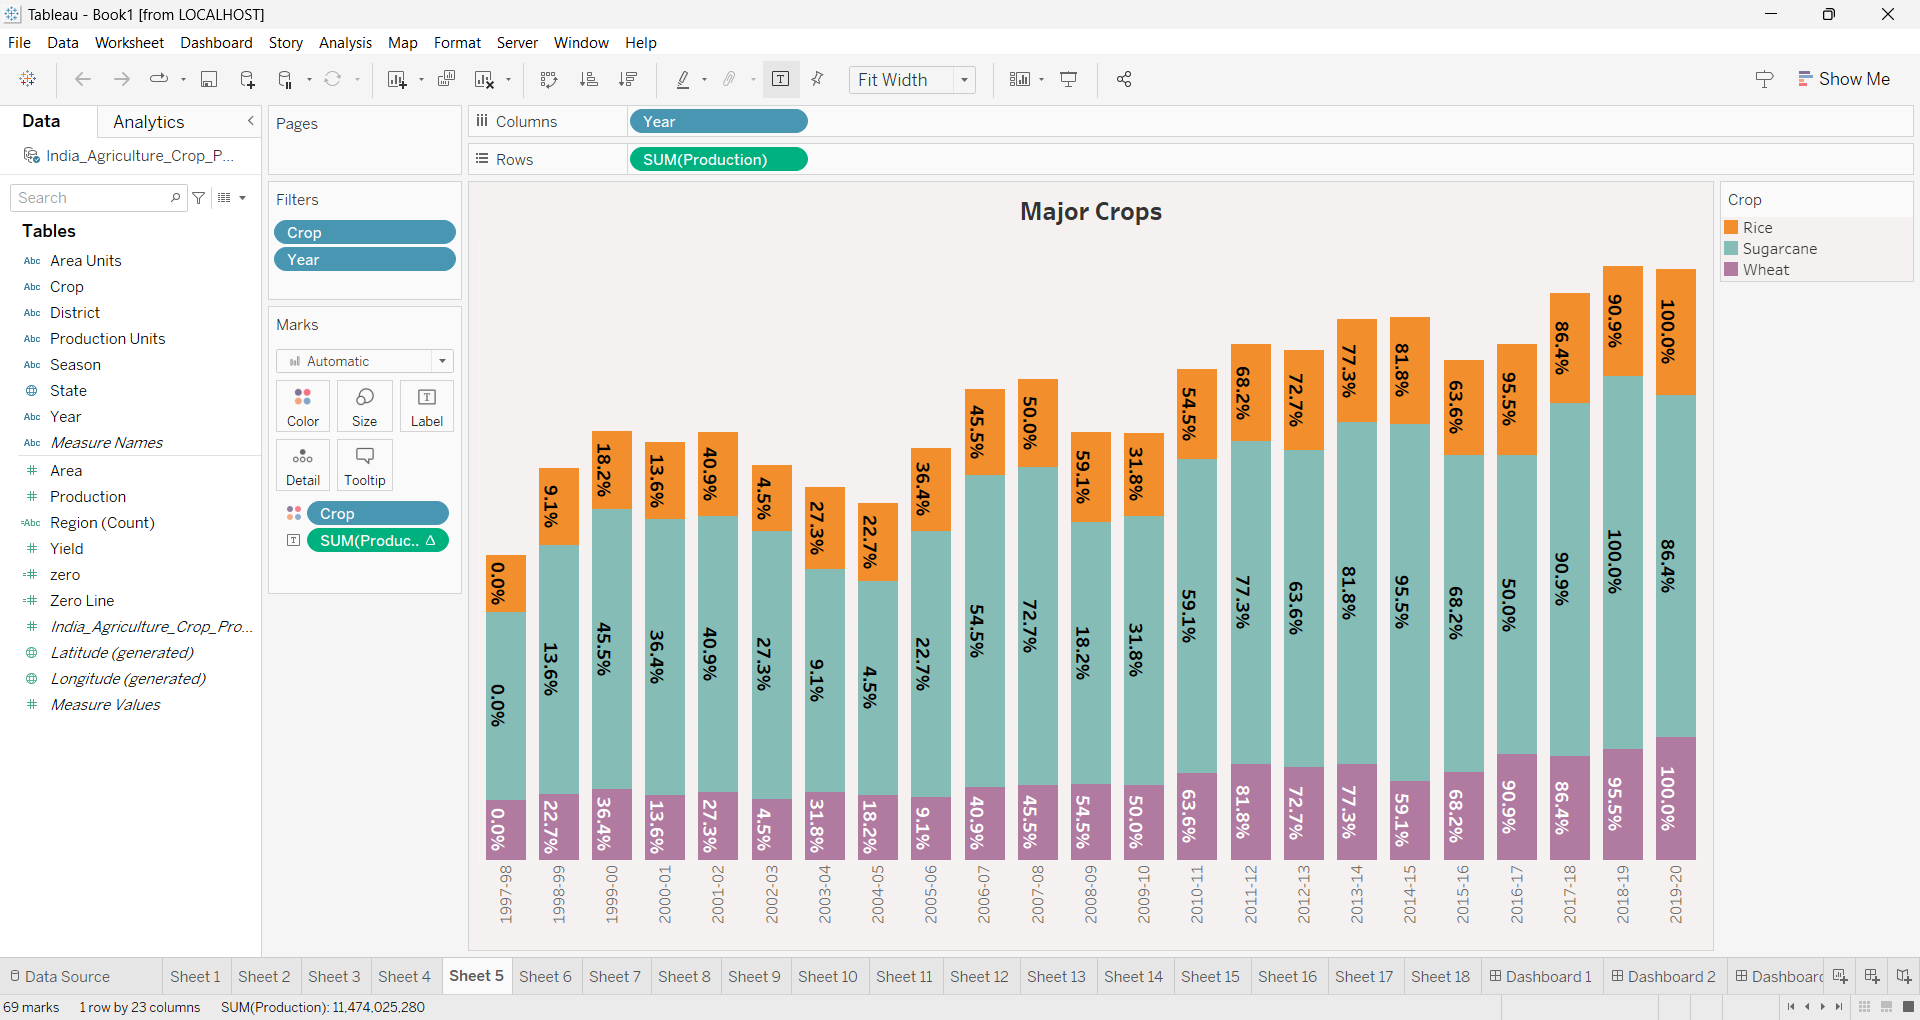 Tableau - Book1 [from LOCALHOST]
File Data Worksheet Dashboard Story Analysis Map Format Server Window Help
Fit Width
Show Me
Data Analytics
India_Agriculture_Crop_P...
Search
Tables
Abc Area Units
Abc Crop
Abc District
Abc Production Units
Abc Season
State
Abc Year
Abc Measure Names
# Area
# Production
=Abc Region (Count)
# Yield
=# zero
=# Zero Line
# India_Agriculture_Crop_Pro...
Latitude (generated)
Longitude (generated)
# Measure Values
Pages
Filters
Crop
Year
Marks
Automatic
Color Size Label
Detail Tooltip
Crop
SUM(Produc.. Δ
Columns Year
Rows SUM(Production)
Major Crops
0.0% 9.1% 18.2% 13.6% 40.9% 4.5% 27.3% 22.7% 36.4% 45.5% 50.0% 59.1% 31.8% 54.5% 68.2% 72.7% 77.3% 81.8% 63.6% 95.5% 86.4% 90.9% 100.0%
0.0% 13.6% 45.5% 36.4% 40.9% 27.3% 9.1% 4.5% 22.7% 54.5% 72.7% 18.2% 31.8% 59.1% 77.3% 63.6% 81.8% 95.5% 68.2% 50.0% 90.9% 100.0% 86.4%
0.0% 22.7% 36.4% 13.6% 27.3% 4.5% 31.8% 18.2% 9.1% 40.9% 45.5% 54.5% 50.0% 63.6% 81.8% 72.7% 77.3% 59.1% 68.2% 90.9% 86.4% 95.5% 100.0%
1997-98 1998-99 1999-00 2000-01 2001-02 2002-03 2003-04 2004-05 2005-06 2006-07 2007-08 2008-09 2009-10 2010-11 2011-12 2012-13 2013-14 2014-15 2015-16 2016-17 2017-18 2018-19 2019-20
Crop
Rice
Sugarcane
Wheat
Data Source Sheet 1 Sheet 2 Sheet 3 Sheet 4 Sheet 5 Sheet 6 Sheet 7 Sheet 8 Sheet 9 Sheet 10 Sheet 11 Sheet 12 Sheet 13 Sheet 14 Sheet 15 Sheet 16 Sheet 17 Sheet 18 Dashboard 1 Dashboard 2 Dashboard
69 marks 1 row by 23 columns SUM(Production): 11,474,025,280